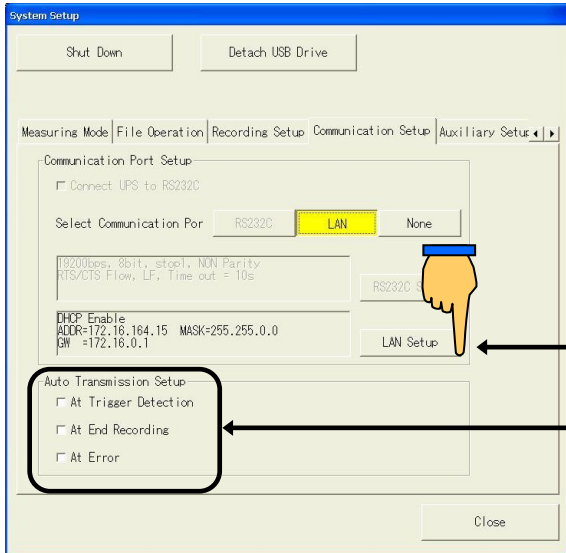 System Setup
Shut Down
Detach USB Drive
Measuring Mode
File Operation
Recording Setup
Communication Setup
Auxiliary Setup
Communication Port Setup
Connect UPS to RS232C
Select Communication Por
RS232C
LAN
None
19200bps, 8bit, stop1, NON Parity
RTS/CTS Flow, LF, Time out = 10s
RS232C S
DHCP Enable
ADDR=172.16.164.15 MASK=255.255.0.0
GW =172.16.0.1
LAN Setup
Auto Transmission Setup
At Trigger Detection
At End Recording
At Error
Close